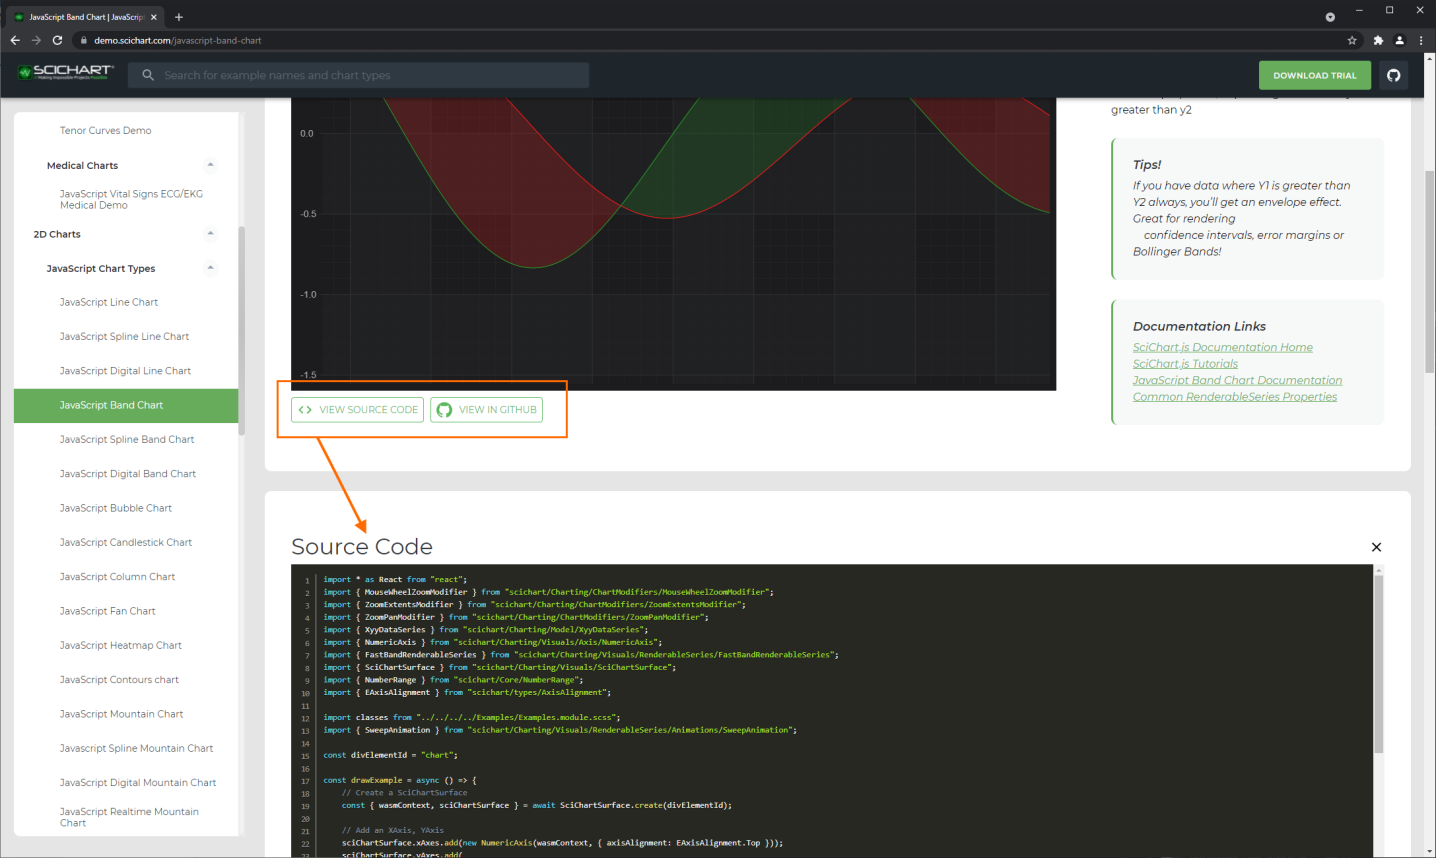 JavaScript Band Chart | JavaScript
demo.scichart.com/javascript-band-chart
SCICHART
Making Impossible Projects Possible
Search for example names and chart types
DOWNLOAD TRIAL
Tenor Curves Demo
Medical Charts
JavaScript Vital Signs ECG/EKG
Medical Demo
2D Charts
JavaScript Chart Types
JavaScript Line Chart
JavaScript Spline Line Chart
JavaScript Digital Line Chart
JavaScript Band Chart
JavaScript Spline Band Chart
JavaScript Digital Band Chart
JavaScript Bubble Chart
JavaScript Candlestick Chart
JavaScript Column Chart
JavaScript Fan Chart
JavaScript Heatmap Chart
JavaScript Contours chart
JavaScript Mountain Chart
Javascript Spline Mountain Chart
JavaScript Digital Mountain Chart
JavaScript Realtime Mountain
Chart
0.0
-0.5
-1.0
-1.5
VIEW SOURCE CODE
VIEW IN GITHUB
greater than y2
Tips!
If you have data where Y1 is greater than
Y2 always, you'll get an envelope effect.
Great for rendering
confidence intervals, error margins or
Bollinger Bands!
Documentation Links
SciChart.js Documentation Home
SciChart.js Tutorials
JavaScript Band Chart Documentation
Common RenderableSeries Properties
Source Code
1 import * as React from "react";
2 import { MouseWheelZoomModifier } from "scichart/Charting/ChartModifiers/MouseWheelZoomModifier";
3 import { ZoomExtentsModifier } from "scichart/Charting/ChartModifiers/ZoomExtentsModifier";
4 import { ZoomPanModifier } from "scichart/Charting/ChartModifiers/ZoomPanModifier";
5 import { XyyDataSeries } from "scichart/Charting/Model/XyyDataSeries";
6 import { NumericAxis } from "scichart/Charting/Visuals/Axis/NumericAxis";
7 import { FastBandRenderableSeries } from "scichart/Charting/Visuals/RenderableSeries/FastBandRenderableSeries";
8 import { SciChartSurface } from "scichart/Charting/Visuals/SciChartSurface";
9 import { NumberRange } from "scichart/Core/NumberRange";
10 import { EAxisAlignment } from "scichart/types/AxisAlignment";
11
12 import classes from "../../../../Examples/Examples.module.scss";
13 import { SweepAnimation } from "scichart/Charting/Visuals/RenderableSeries/Animations/SweepAnimation";
14
15 const divElementId = "chart";
16
17 const drawExample = async () => {
18 // Create a SciChartSurface
19 const { wasmContext, sciChartSurface } = await SciChartSurface.create(divElementId);
20
21 // Add an XAxis, YAxis
22 sciChartSurface.xAxes.add(new NumericAxis(wasmContext, { axisAlignment: EAxisAlignment.Top }));
23 sciChartSurface.yAxes.add(